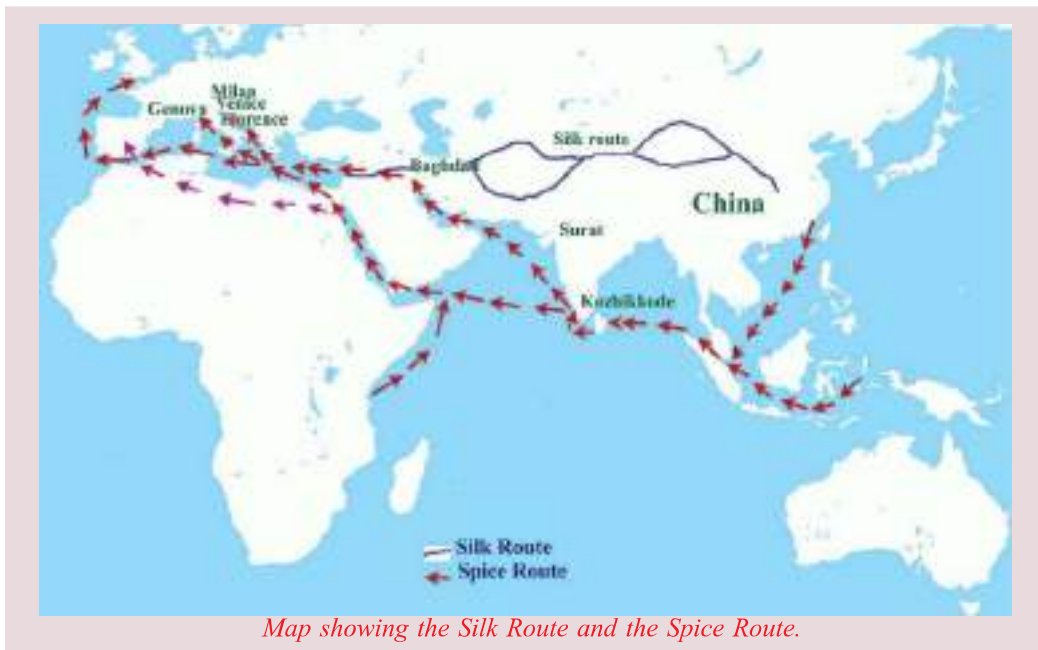 Milan
Genova Venice
Florence
Silk route
Baghdad
China
Surat
Kozhikkode
Silk Route
Spice Route
Map showing the Silk Route and the Spice Route.